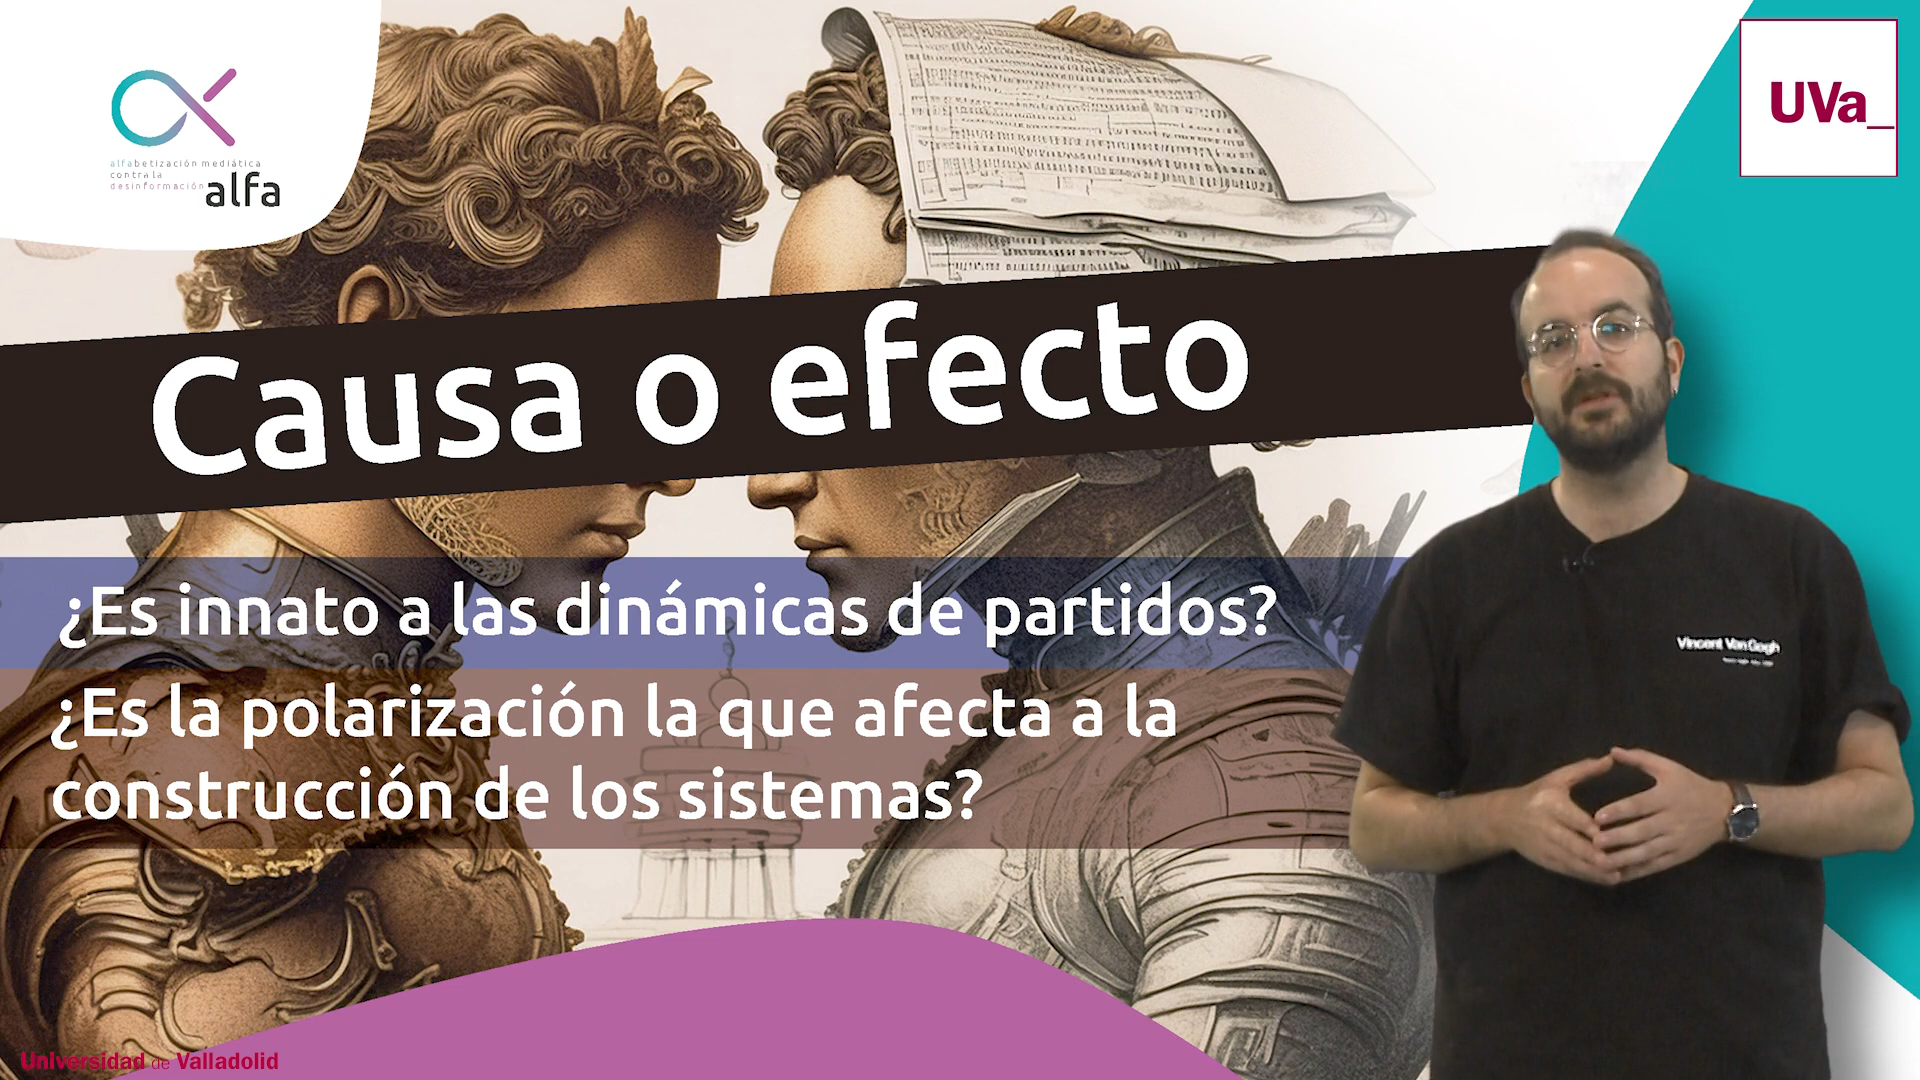 alfabetización mediática
contra la
desinformación
alfa
UVa_
Causa o efecto
¿Es innato a las dinámicas de partidos?
¿Es la polarización la que afecta a la
construcción de los sistemas?
Vincent Van Gogh
Universidad de Valladolid